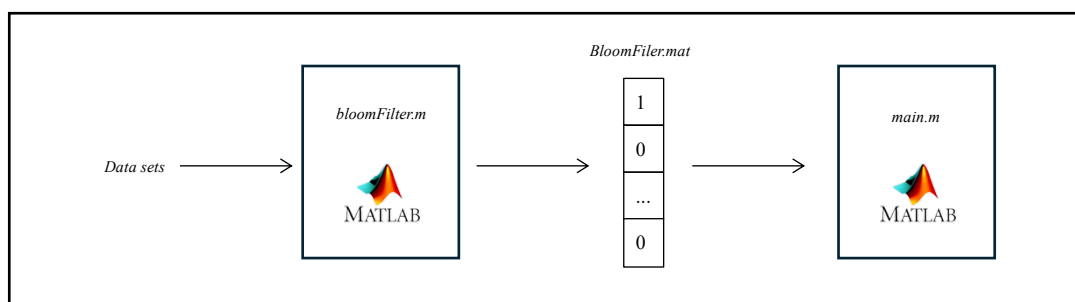 BloomFiler.mat
bloomFilter.m
main.m
1
0
...
0
Data sets
MATLAB
MATLAB